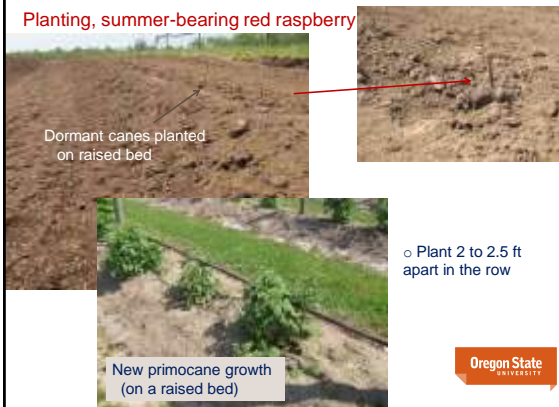 Planting, summer-bearing red raspberry
Dormant canes planted
on raised bed
○ Plant 2 to 2.5 ft
apart in the row
New primocane growth
(on a raised bed)
Oregon State
UNIVERSITY